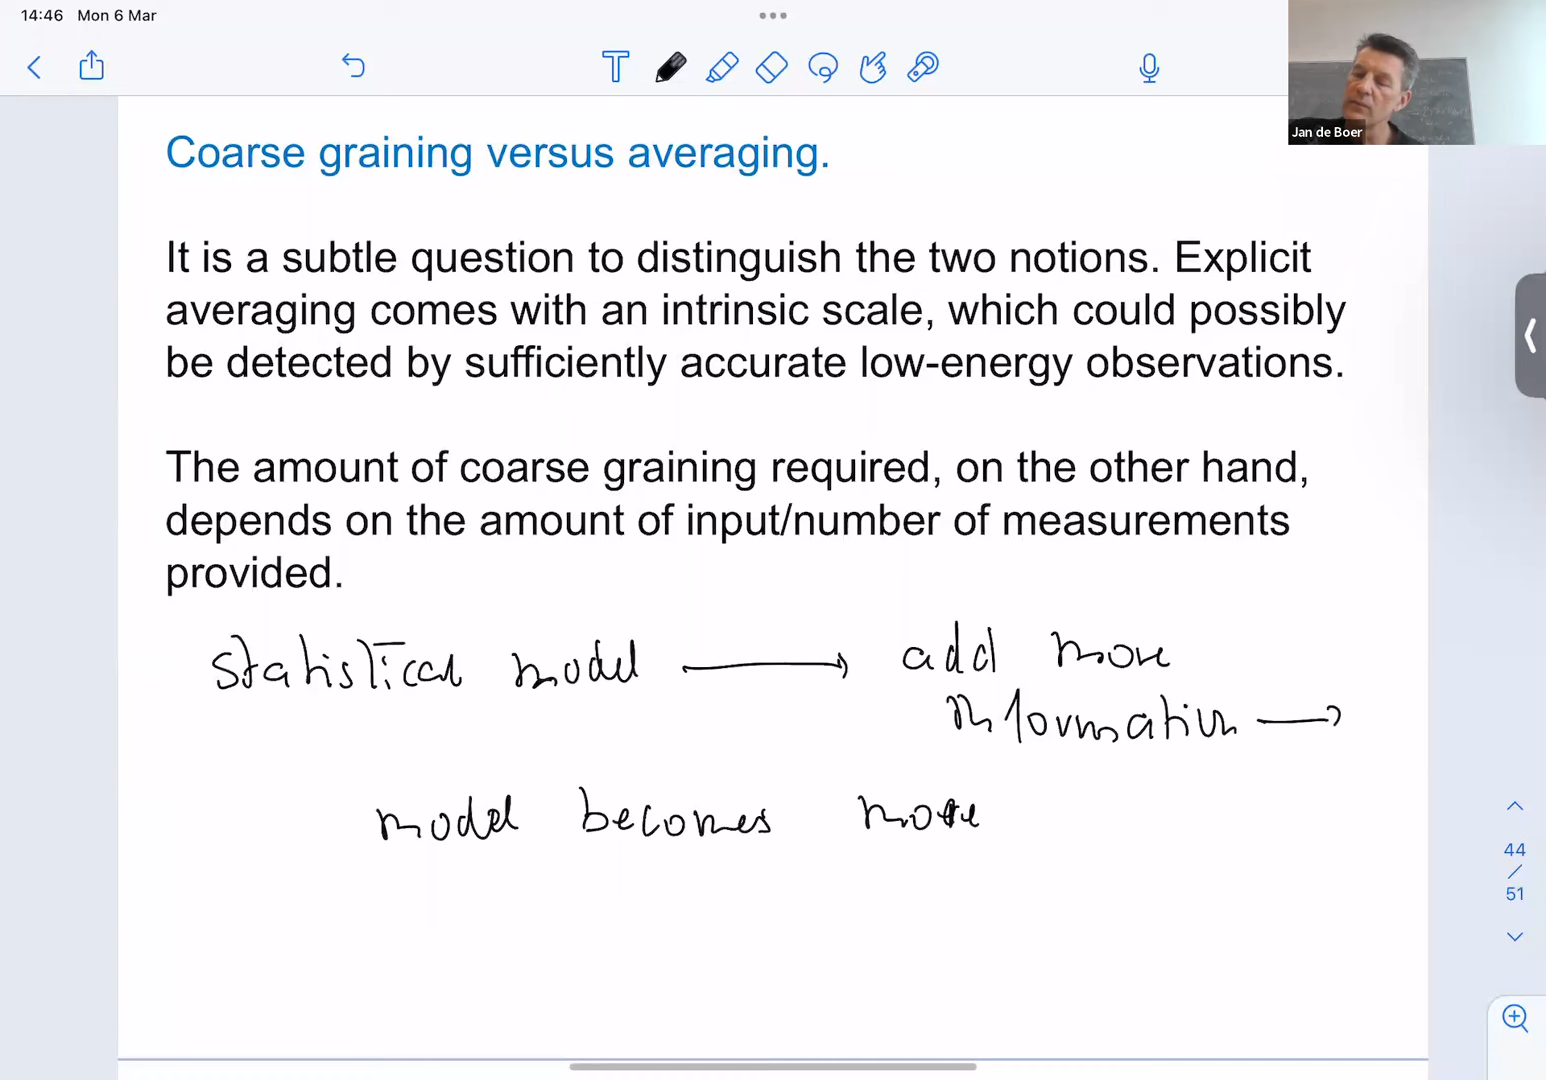 14:46 Mon 6 Mar
Jan de Boer
Coarse graining versus averaging.
It is a subtle question to distinguish the two notions. Explicit
averaging comes with an intrinsic scale, which could possibly
be detected by sufficiently accurate low-energy observations.
The amount of coarse graining required, on the other hand,
depends on the amount of input/number of measurements
provided.
statistical model → add more
information →
model becomes more
44
/
51